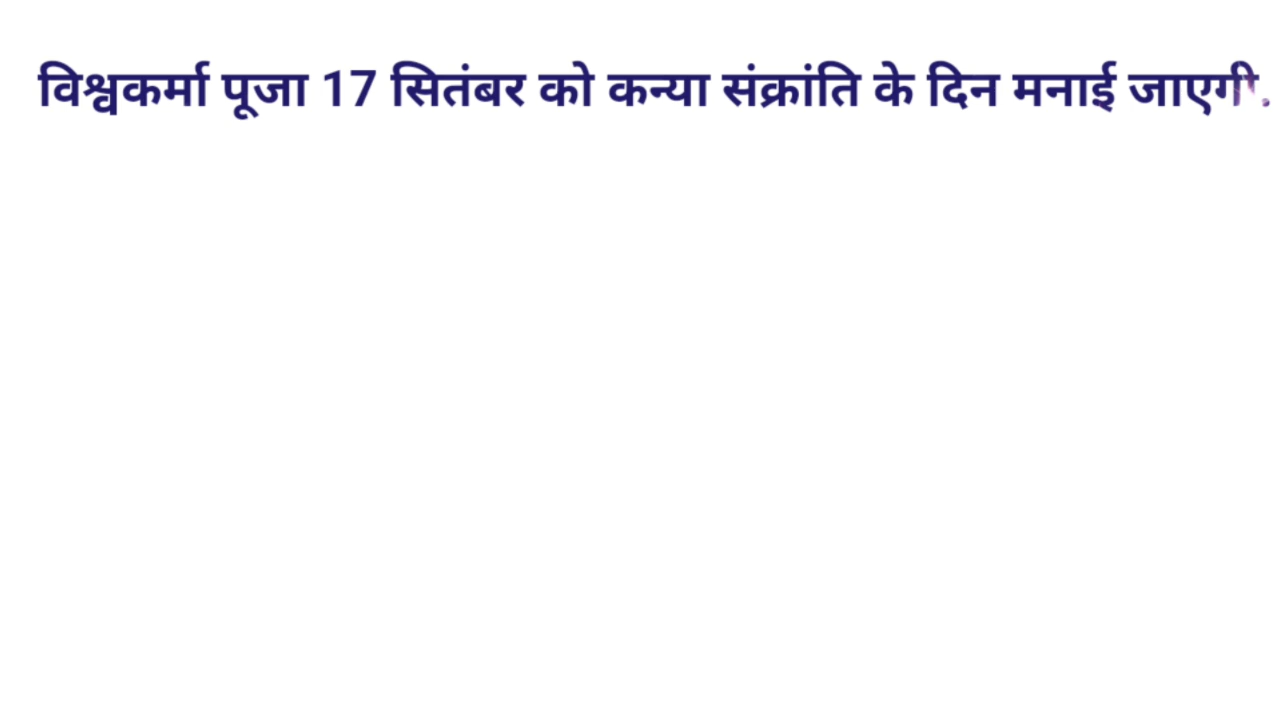 विश्वकर्मा पूजा 17 सितंबर को कन्या संक्रांति के दिन मनाई जाएगी.